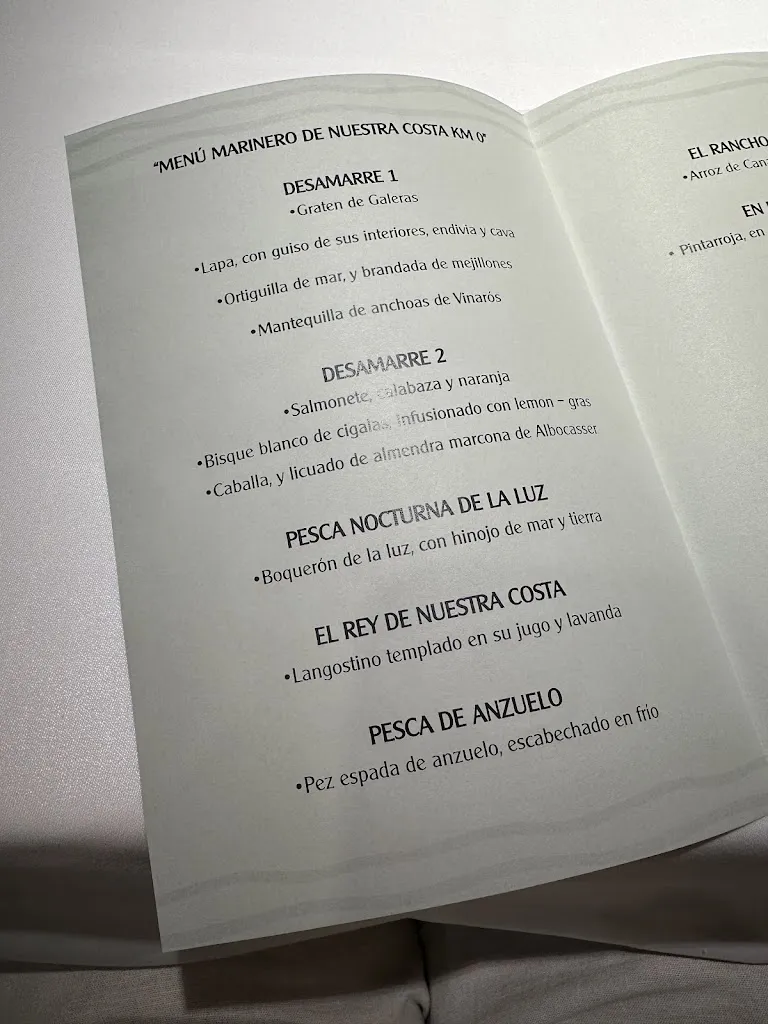 "MENÚ MARINERO DE NUESTRA COSTA KM 0"
DESAMARRE 1
•Graten de Galeras
•Lapa, con guiso de sus interiores, endivia y cava
•Ortiguilla de mar, y brandada de mejillones
•Mantequilla de anchoas de Vinarós
DESAMARRE 2
•Salmonete, calabaza y naranja
•Bisque blanco de cigalas, infusionado con lemon – gras
•Caballa, y licuado de almendra marcona de Albocasser
PESCA NOCTURNA DE LA LUZ
•Boquerón de la luz, con hinojo de mar y tierra
EL REY DE NUESTRA COSTA
•Langostino templado en su jugo y lavanda
PESCA DE ANZUELO
•Pez espada de anzuelo, escabechado en frío
EL RANCHO
•Arroz de
EN
• Pintarroja, en